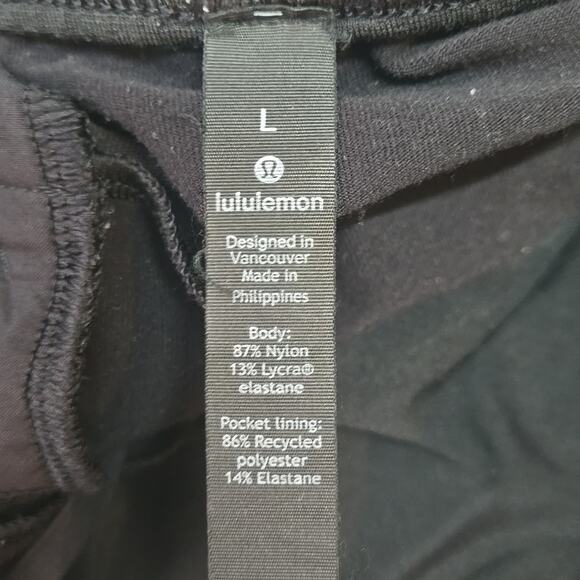 L
lululemon
Designed in
Vancouver
Made in
Philippines
Body:
87% Nylon
13% Lycra®
elastane
Pocket lining:
86% Recycled
polyester
14% Elastane